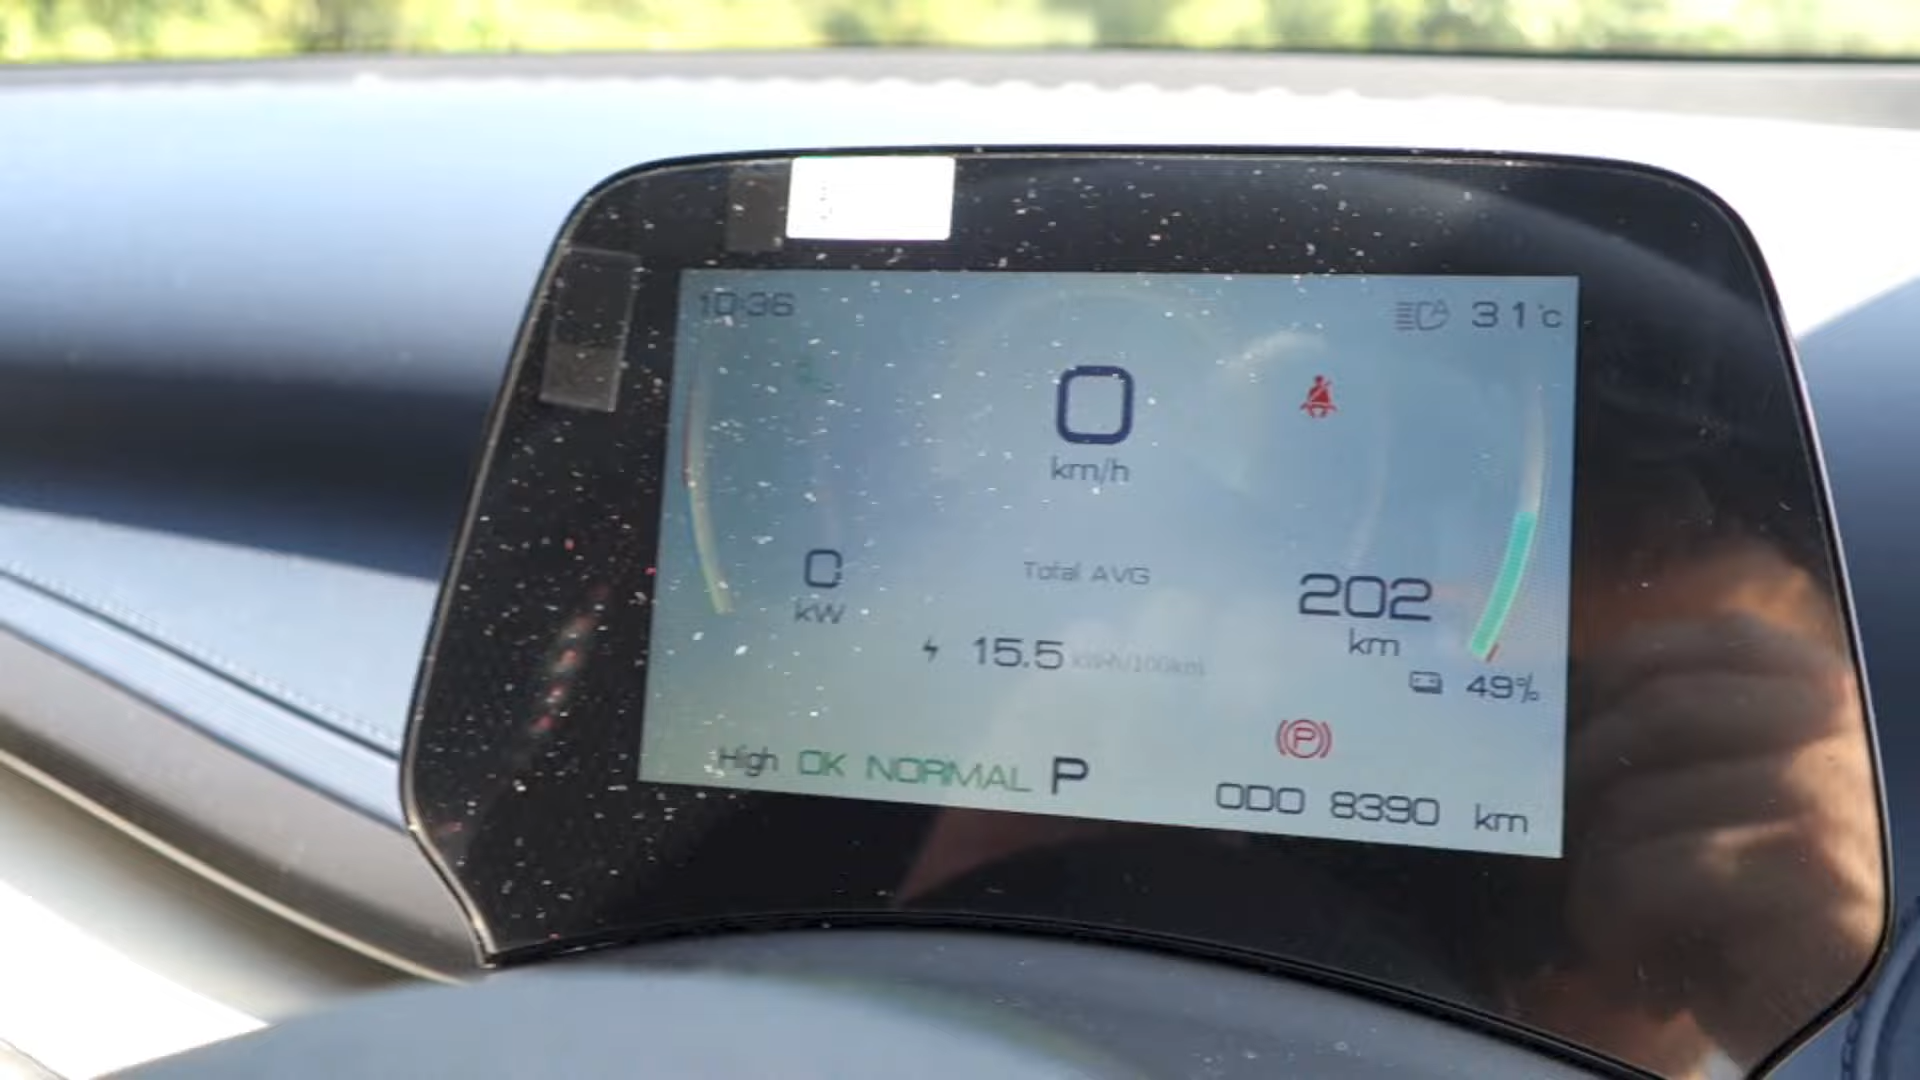 10:36
31°C
0
km/h
0
kW
Total AVG
15.5 kWh/100km
202
km
49%
High OK NORMAL P
ODO 8390 km